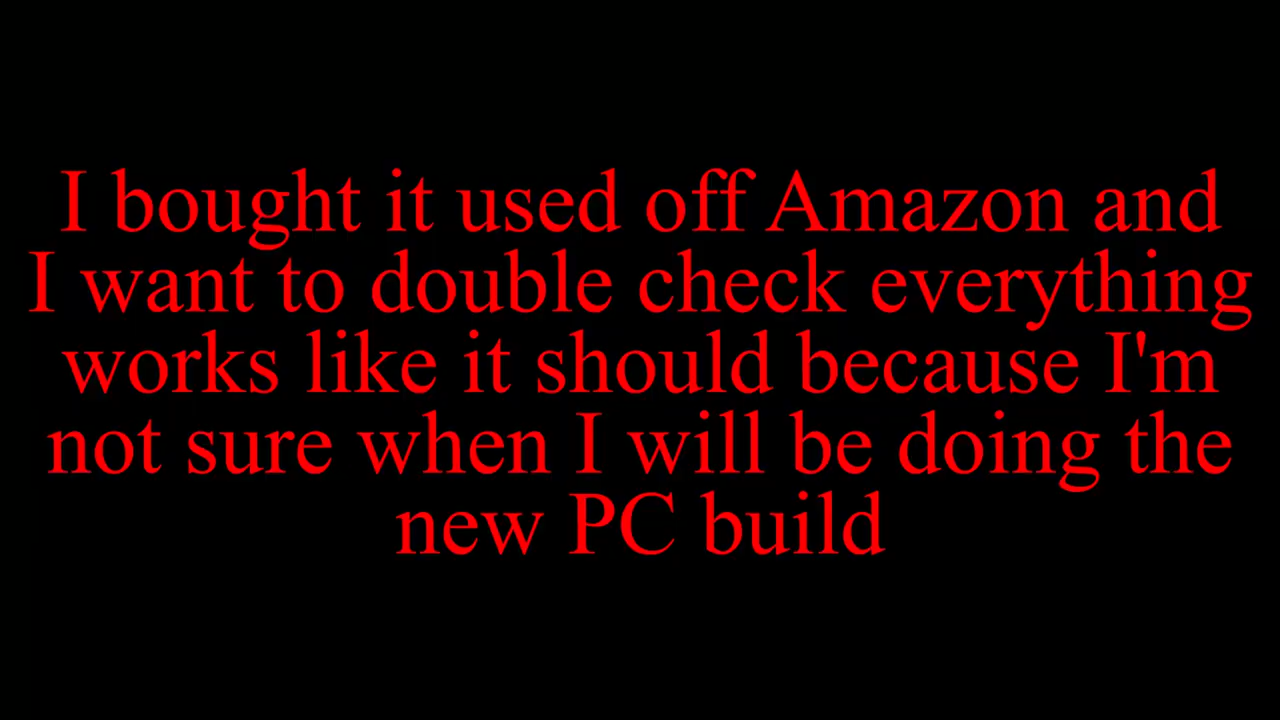 I bought it used off Amazon and
I want to double check everything
works like it should because I'm
not sure when I will be doing the
new PC build